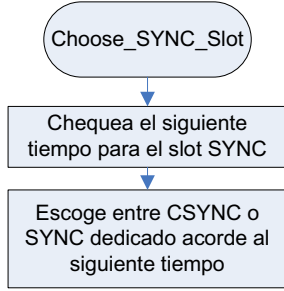 Choose_SYNC_Slot
Chequea el siguiente
tiempo para el slot SYNC
Escoge entre CSYNC o
SYNC dedicado acorde al
siguiente tiempo